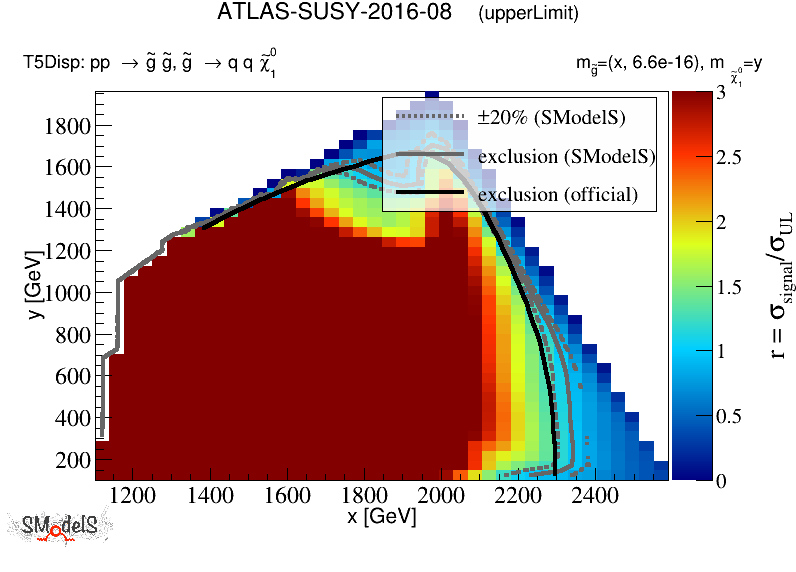 ATLAS-SUSY-2016-08 (upperLimit)
T5Disp: pp → g̃ g̃, g̃ → q q χ̃₁⁰
m_g̃=(x, 6.6e-16), m_χ̃₁⁰=y
±20% (SModelS)
exclusion (SModelS)
exclusion (official)
y [GeV]
1800
1600
1400
1200
1000
800
600
400
200
1200 1400 1600 1800 2000 2200 2400
x [GeV]
3
2.5
2
1.5
1
0.5
0
r = σ_signal/σ_UL
SModelS